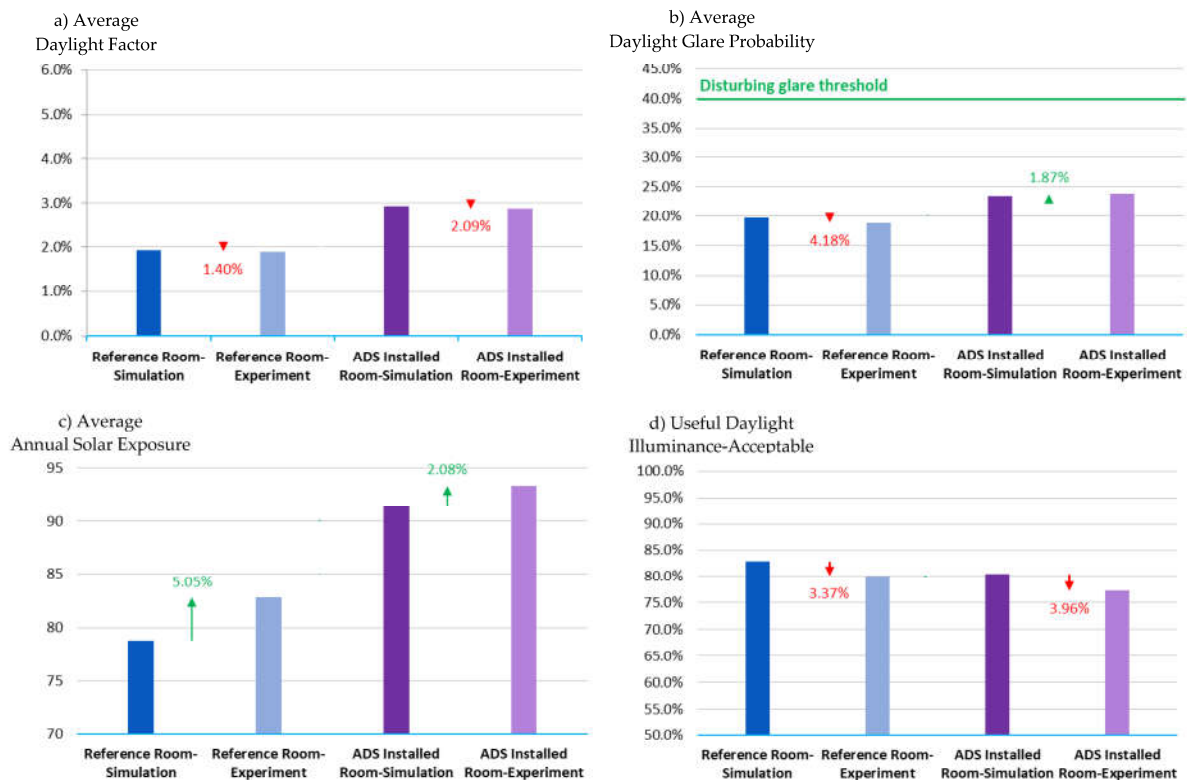 a) Average
Daylight Factor
6.0%
5.0%
4.0%
3.0%
2.0%
1.0%
0.0%
1.40%
2.09%
Reference Room-
Simulation
Reference Room-
Experiment
ADS Installed
Room-Simulation
ADS Installed
Room-Experiment
b) Average
Daylight Glare Probability
45.0%
40.0%
35.0%
30.0%
25.0%
20.0%
15.0%
10.0%
5.0%
0.0%
Disturbing glare threshold
4.18%
1.87%
Reference Room-
Simulation
Reference Room-
Experiment
ADS Installed
Room-Simulation
ADS Installed
Room-Experiment
c) Average
Annual Solar Exposure
95
90
85
80
75
70
5.05%
2.08%
Reference Room-
Simulation
Reference Room-
Experiment
ADS Installed
Room-Simulation
ADS Installed
Room-Experiment
d) Useful Daylight
Illuminance-Acceptable
100.0%
95.0%
90.0%
85.0%
80.0%
75.0%
70.0%
65.0%
60.0%
55.0%
50.0%
3.37%
3.96%
Reference Room-
Simulation
Reference Room-
Experiment
ADS Installed
Room-Simulation
ADS Installed
Room-Experiment